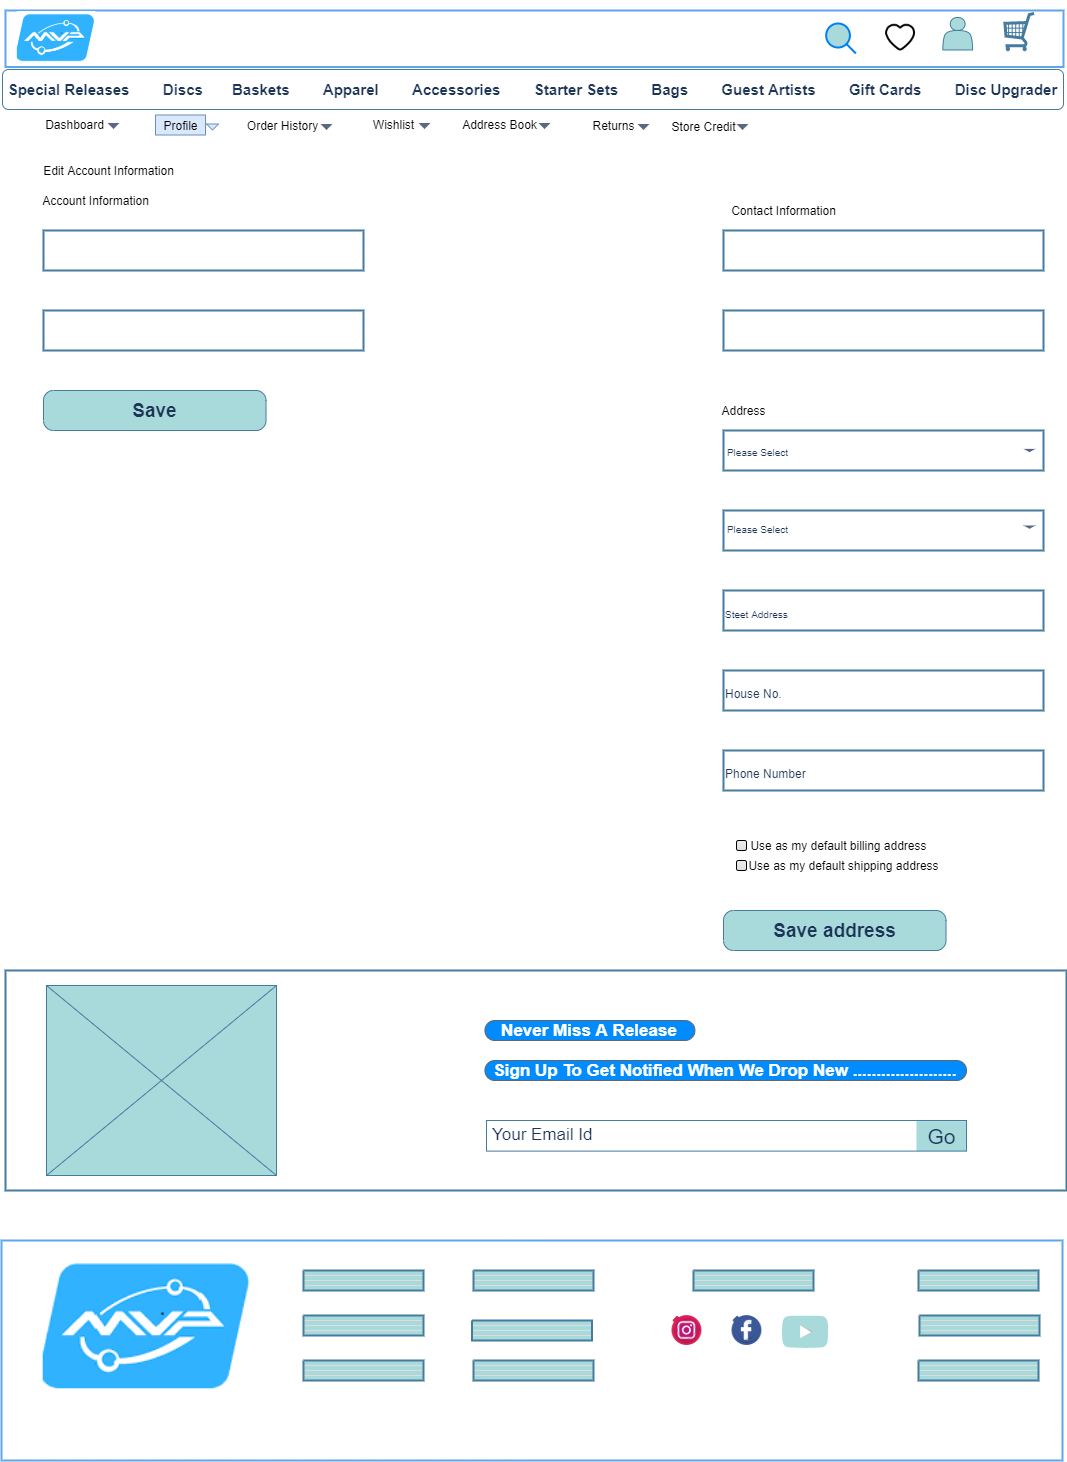 MVP
Special Releases Discs Baskets Apparel Accessories Starter Sets Bags Guest Artists Gift Cards Disc Upgrader
Dashboard Profile Order History Wishlist Address Book Returns Store Credit
Edit Account Information
Account Information
Contact Information
Save
Address
Please Select
Please Select
Steet Address
House No.
Phone Number
Use as my default billing address
Use as my default shipping address
Save address
Never Miss A Release
Sign Up To Get Notified When We Drop New ......................
Your Email Id Go
MVP